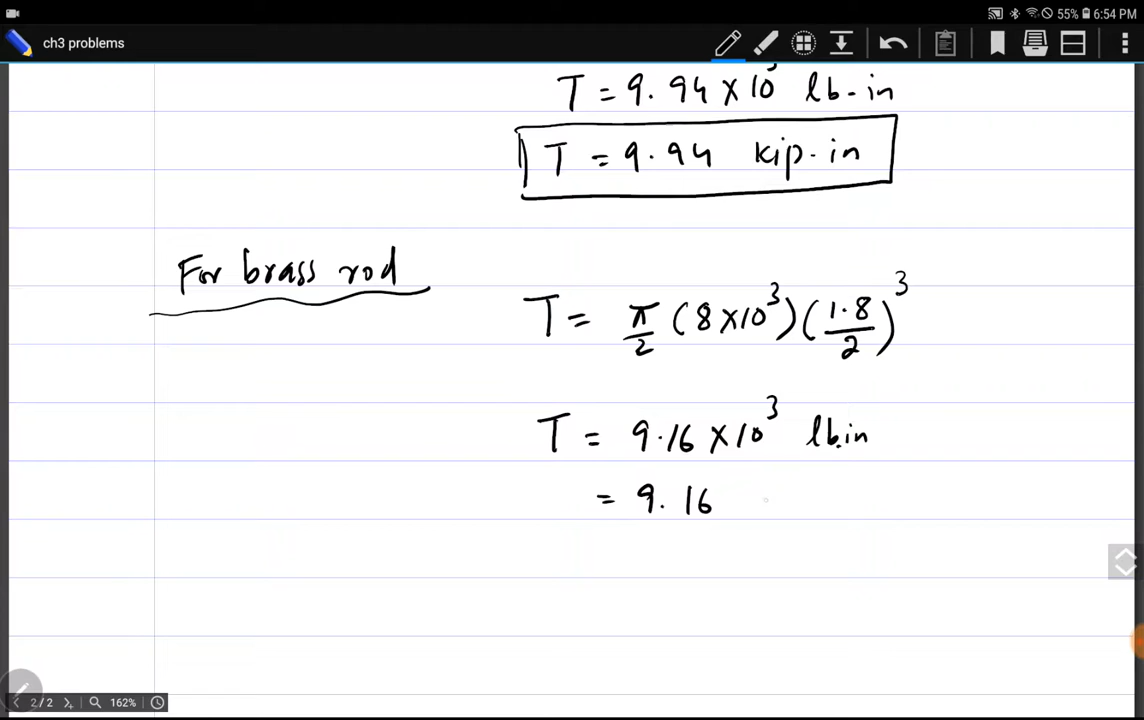 55% 6:54 PM
ch3 problems
T = 9.94 × 10³ lb-in
T = 9.94 kip-in
For brass rod
T = π/2 (8×10³) (1.8/2)³
T = 9.16 × 10³ lb.in
= 9.16
2 / 2 162%